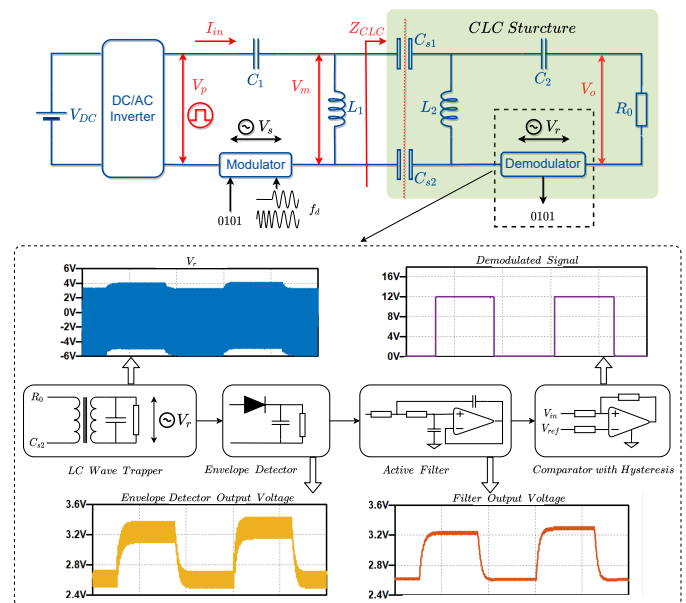 I_in
Z_CLC
CLC Sturcture
V_DC
DC/AC
Inverter
V_p
C_1
V_m
L_1
C_s1
L_2
C_2
V_o
R_0
V_s
Modulator
C_s2
V_r
Demodulator
0101
f_d
0101
V_r
6V
4V
2V
0V
-2V
-4V
-6V
Demodulated Signal
16V
12V
8V
4V
0V
R_0
C_s2
V_r
LC Wave Trapper
Envelope Detector
Active Filter
V_in
V_ref
Comparator with Hysteresis
+
-
+
-
Envelope Detector Output Voltage
3.6V
3.2V
2.8V
2.4V
Filter Output Voltage
3.6V
3.2V
2.8V
2.4V